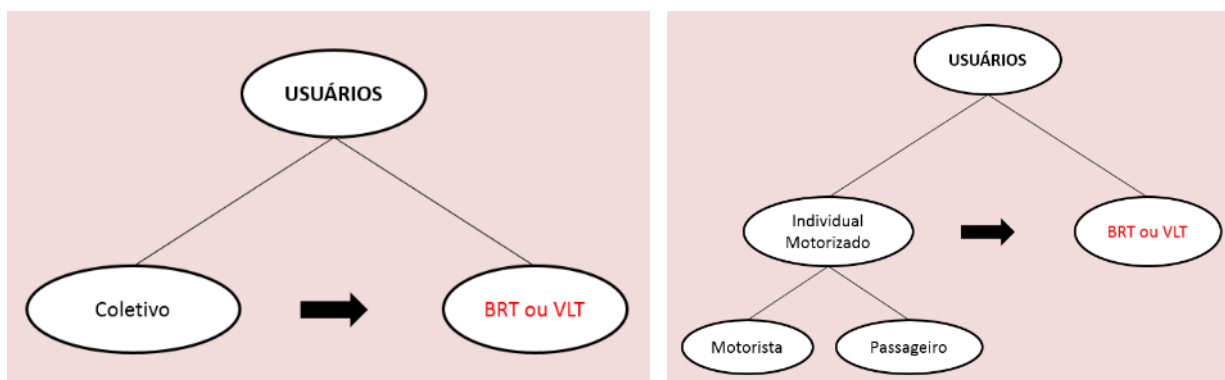 USUÁRIOS
Coletivo
BRT ou VLT
USUÁRIOS
Individual
Motorizado
BRT ou VLT
Motorista
Passageiro